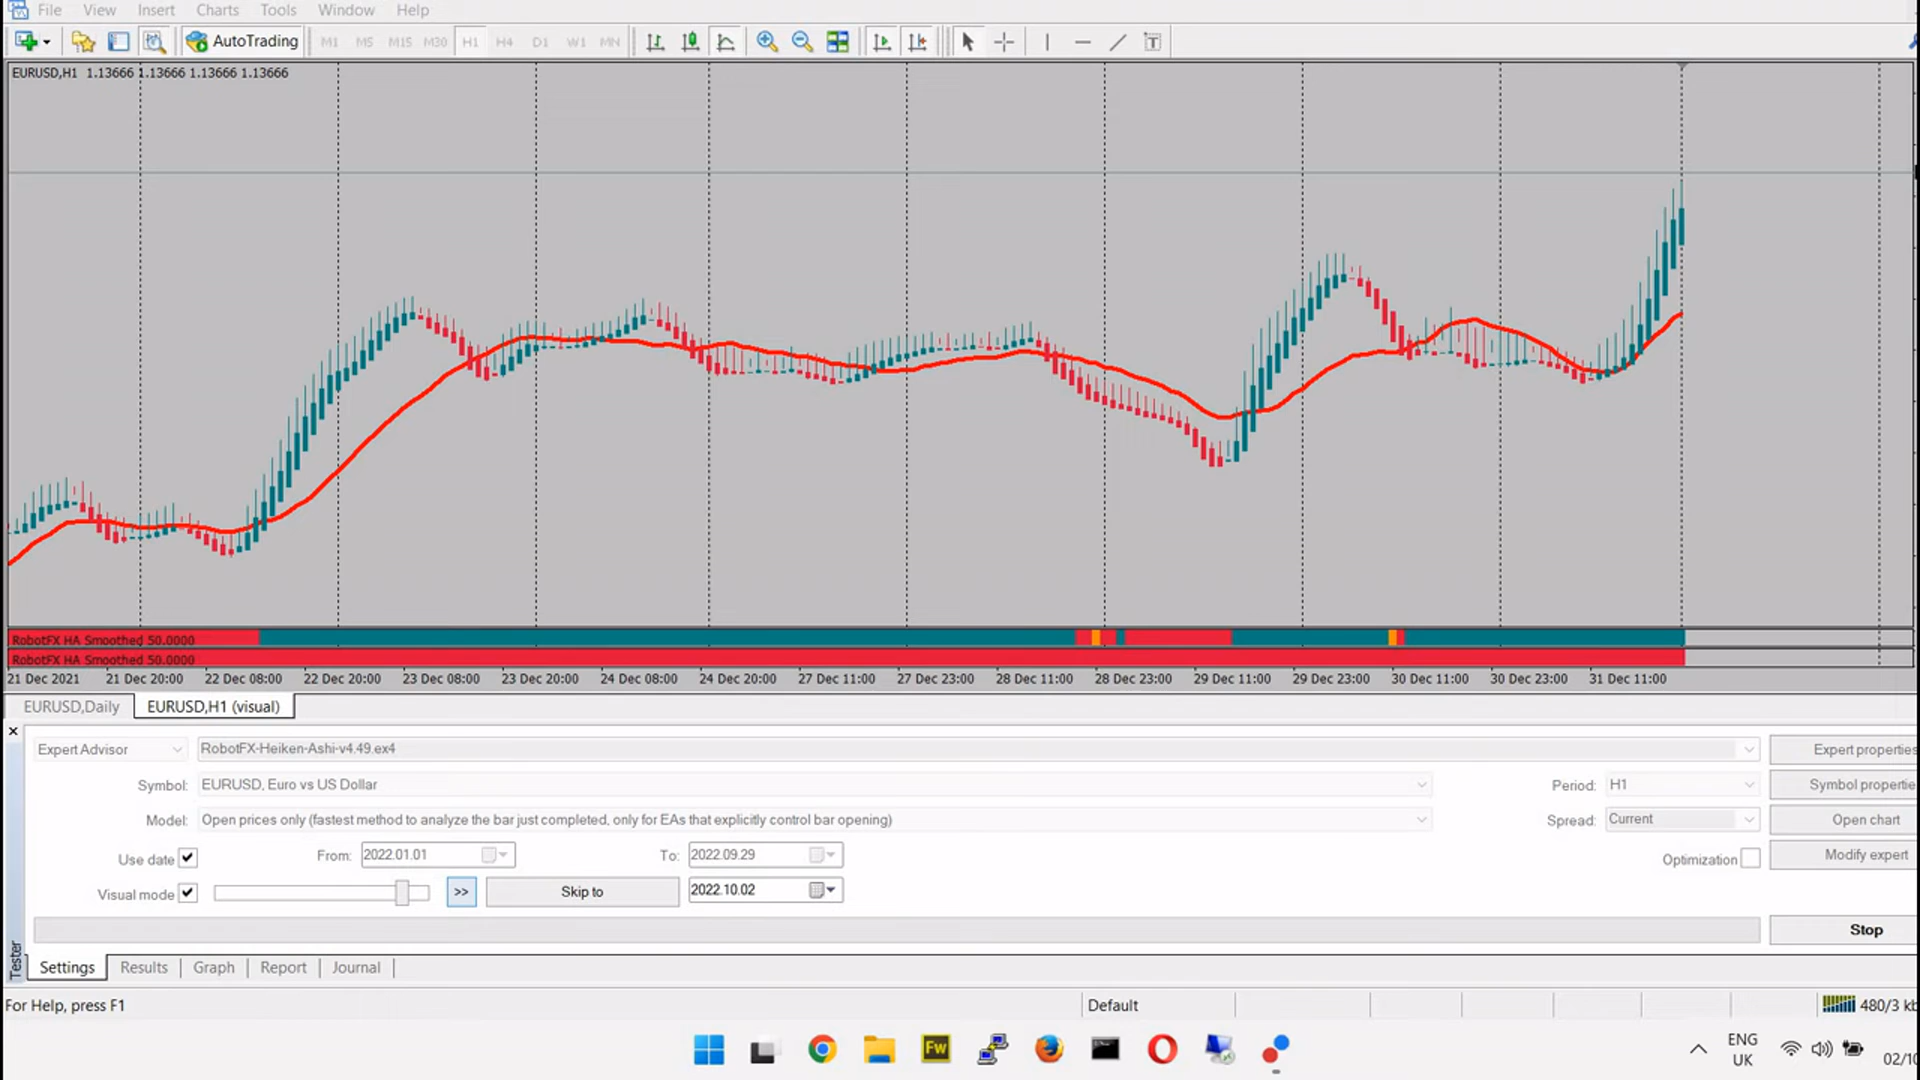 File View Insert Charts Tools Window Help
AutoTrading M1 M5 M15 M30 H1 H4 D1 W1 MN
EURUSD,H1 1.13666 1.13666 1.13666 1.13666
RobotFX HA Smoothed 50.0000
RobotFX HA Smoothed 50.0000
21 Dec 2021 21 Dec 20:00 22 Dec 08:00 22 Dec 20:00 23 Dec 08:00 23 Dec 20:00 24 Dec 08:00 24 Dec 20:00 27 Dec 11:00 27 Dec 23:00 28 Dec 11:00 28 Dec 23:00 29 Dec 11:00 29 Dec 23:00 30 Dec 11:00 30 Dec 23:00 31 Dec 11:00
EURUSD,Daily EURUSD,H1 (visual)
Expert Advisor RobotFX-Heiken-Ashi-v4.49.ex4 Expert properties
Symbol: EURUSD, Euro vs US Dollar Period: H1 Symbol propertie
Model: Open prices only (fastest method to analyze the bar just completed, only for EAs that explicitly control bar opening) Spread: Current Open chart
Use date From: 2022.01.01 To: 2022.09.29 Optimization Modify expert
Visual mode >> Skip to 2022.10.02
Stop
Tester
Settings Results Graph Report Journal
For Help, press F1 Default 480/3 kb
Fw
ENG
UK
02/10